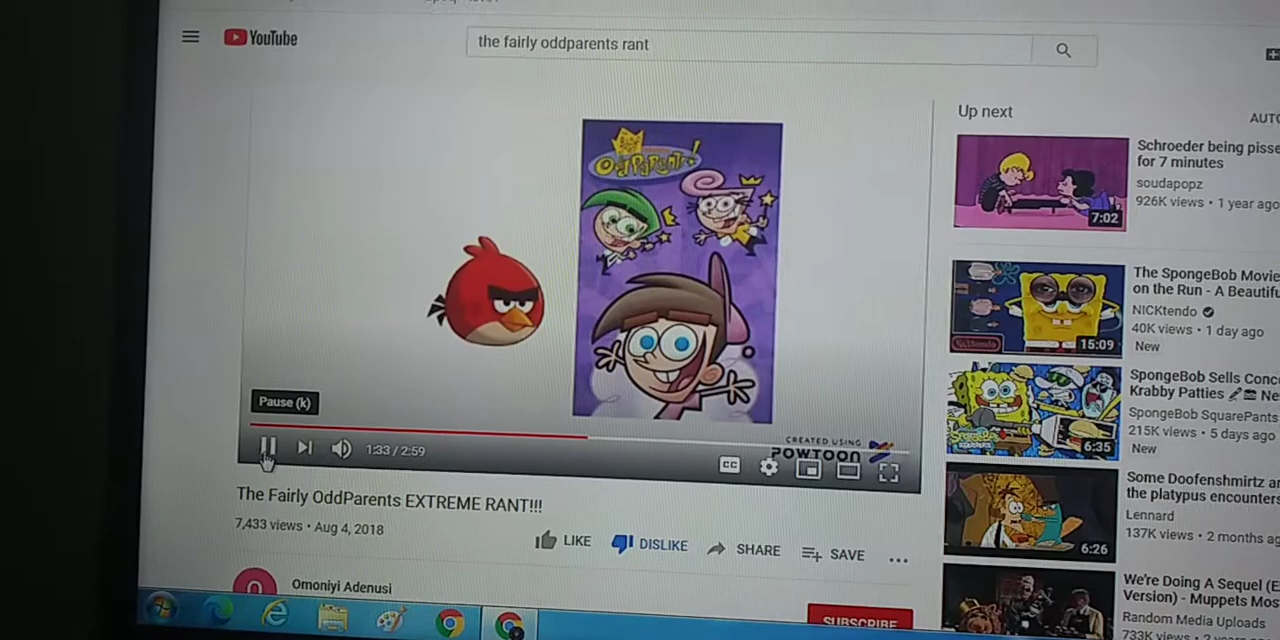 YouTube
the fairly oddparents rant
Up next
AUTO
OddParents!
Schroeder being pisse
for 7 minutes
soudapopz
926K views • 1 year ago
7:02
The SpongeBob Movie
on the Run - A Beautifu
NICKtendo
40K views • 1 day ago
New
15:09
SpongeBob Sells Conc
Krabby Patties
Ne
SpongeBob SquarePants
215K views • 5 days ago
6:35
Some Doofenshmirtz an
the platypus encounters
Lennard
137K views • 2 months ag
6:26
We're Doing A Sequel (E
Version) - Muppets Mos
Random Media Uploads
Pause (k)
1:33 / 2:59
CREATED USING
POWTOON
CC
The Fairly OddParents EXTREME RANT!!!
7,433 views • Aug 4, 2018
LIKE
DISLIKE
SHARE
SAVE
O
Omoniyi Adenusi
SUBSCRIBE